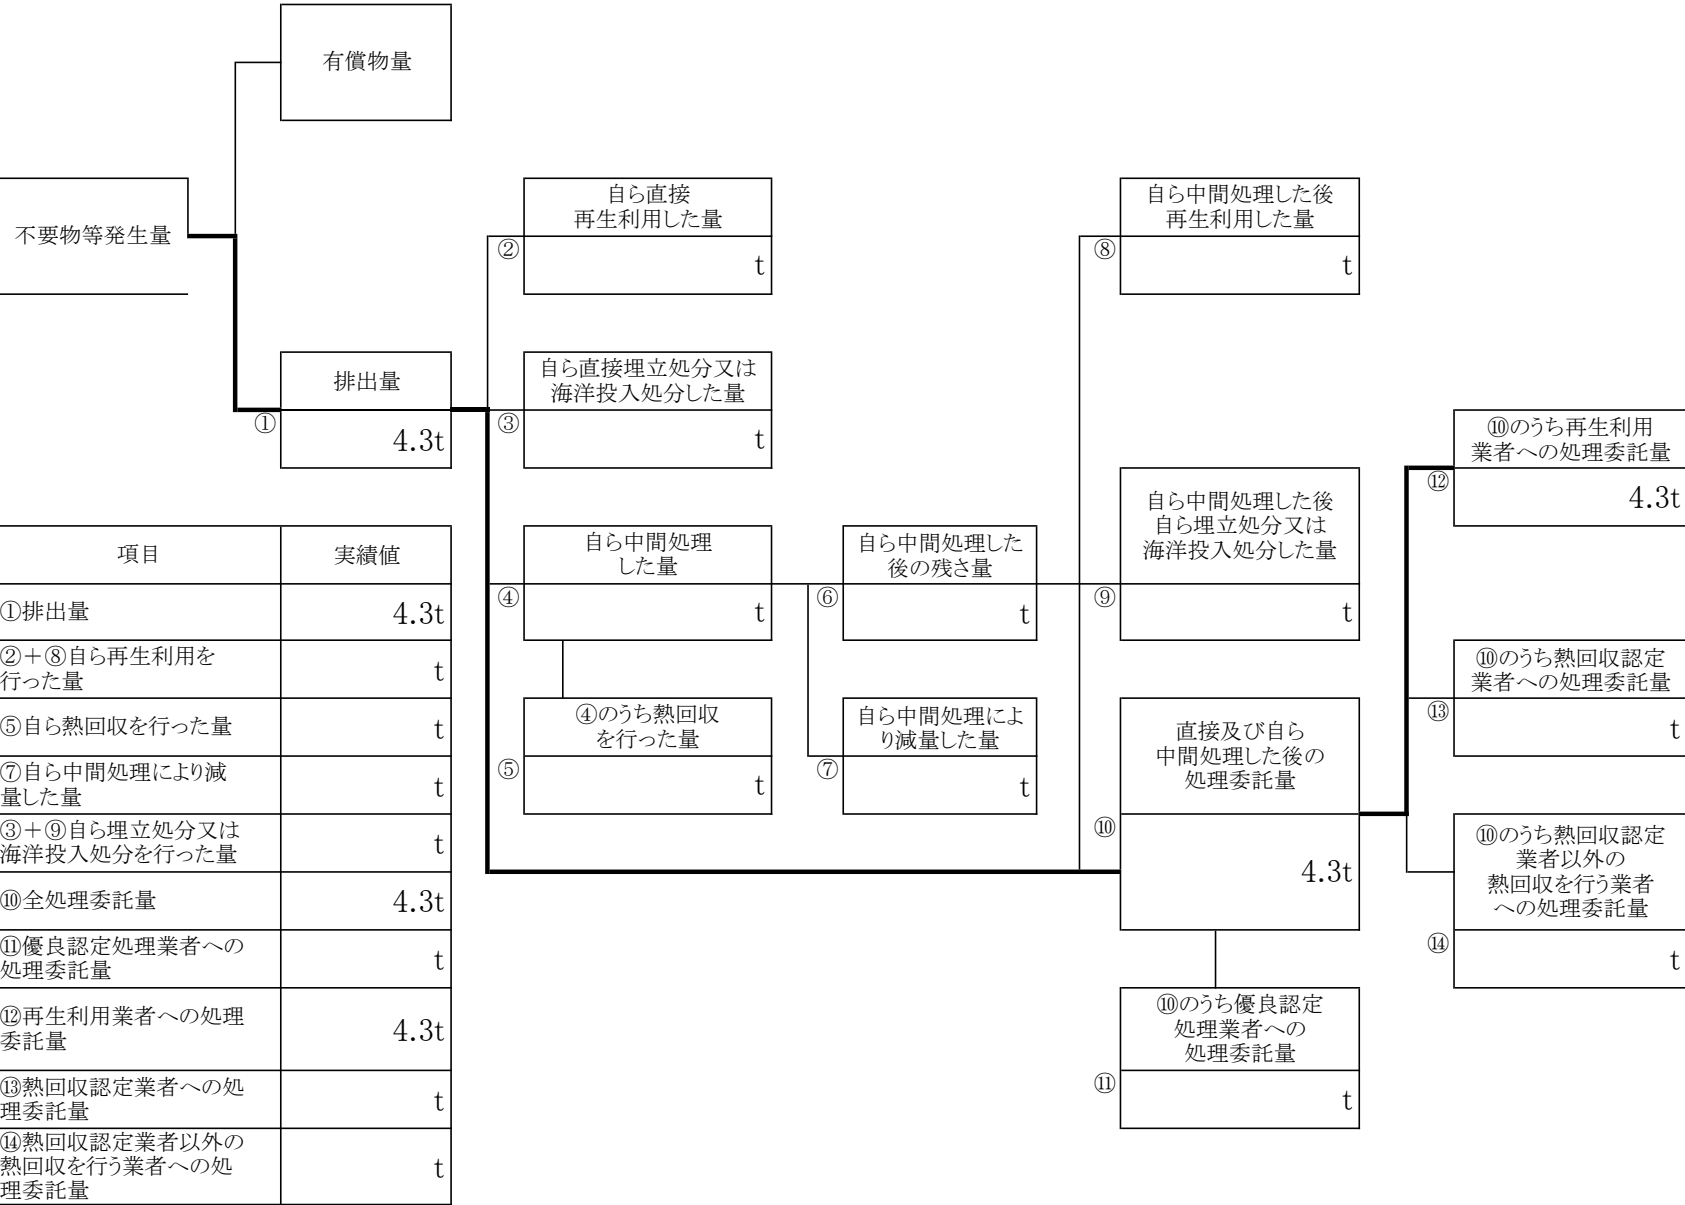 有償物量
不要物等発生量
自ら直接
再生利用した量
②
t
自ら中間処理した後
再生利用した量
⑧
t
排出量
①
4.3t
自ら直接埋立処分又は
海洋投入処分した量
③
t
⑩のうち再生利用
業者への処理委託量
⑫
4.3t
自ら中間処理
した量
④
t
自ら中間処理した
後の残さ量
⑥
t
自ら中間処理した後
自ら埋立処分又は
海洋投入処分した量
⑨
t
⑩のうち熱回収認定
業者への処理委託量
⑬
t
④のうち熱回収
を行った量
⑤
t
自ら中間処理によ
り減量した量
⑦
t
直接及び自ら
中間処理した後の
処理委託量
⑩
4.3t
⑩のうち熱回収認定
業者以外の
熱回収を行う業者
への処理委託量
⑭
t
⑩のうち優良認定
処理業者への
処理委託量
⑪
t
項目 実績値
①排出量 4.3t
②＋⑧自ら再生利用を
行った量 t
⑤自ら熱回収を行った量 t
⑦自ら中間処理により減
量した量 t
③＋⑨自ら埋立処分又は
海洋投入処分を行った量 t
⑩全処理委託量 4.3t
⑪優良認定処理業者への
処理委託量 t
⑫再生利用業者への処理
委託量 4.3t
⑬熱回収認定業者への処
理委託量 t
⑭熱回収認定業者以外の
熱回収を行う業者への処
理委託量 t